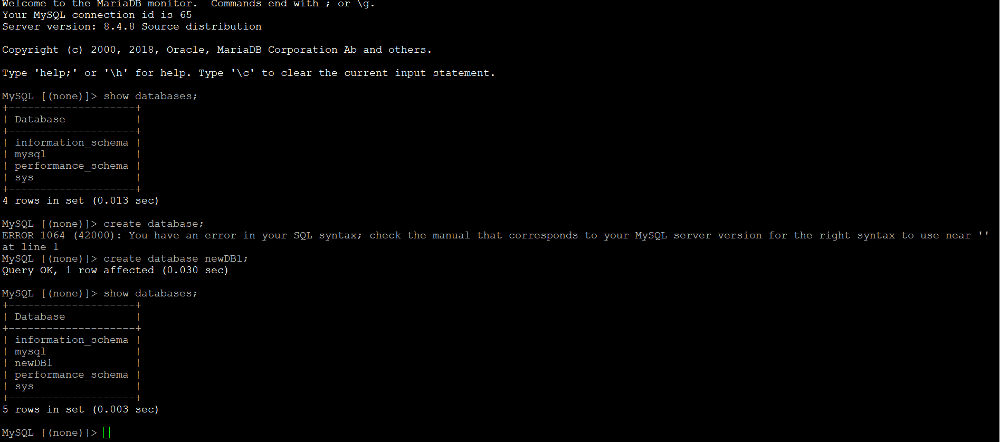 Welcome to the MariaDB monitor.  Commands end with ; or \g.
Your MySQL connection id is 65
Server version: 8.4.8 Source distribution

Copyright (c) 2000, 2018, Oracle, MariaDB Corporation Ab and others.

Type 'help;' or '\h' for help. Type '\c' to clear the current input statement.

MySQL [(none)]> show databases;
+--------------------+
| Database           |
+--------------------+
| information_schema |
| mysql              |
| performance_schema |
| sys                |
+--------------------+
4 rows in set (0.013 sec)

MySQL [(none)]> create database;
ERROR 1064 (42000): You have an error in your SQL syntax; check the manual that corresponds to your MySQL server version for the right syntax to use near ''
at line 1
MySQL [(none)]> create database newDB1;
Query OK, 1 row affected (0.030 sec)

MySQL [(none)]> show databases;
+--------------------+
| Database           |
+--------------------+
| information_schema |
| mysql              |
| newDB1             |
| performance_schema |
| sys                |
+--------------------+
5 rows in set (0.003 sec)

MySQL [(none)]>